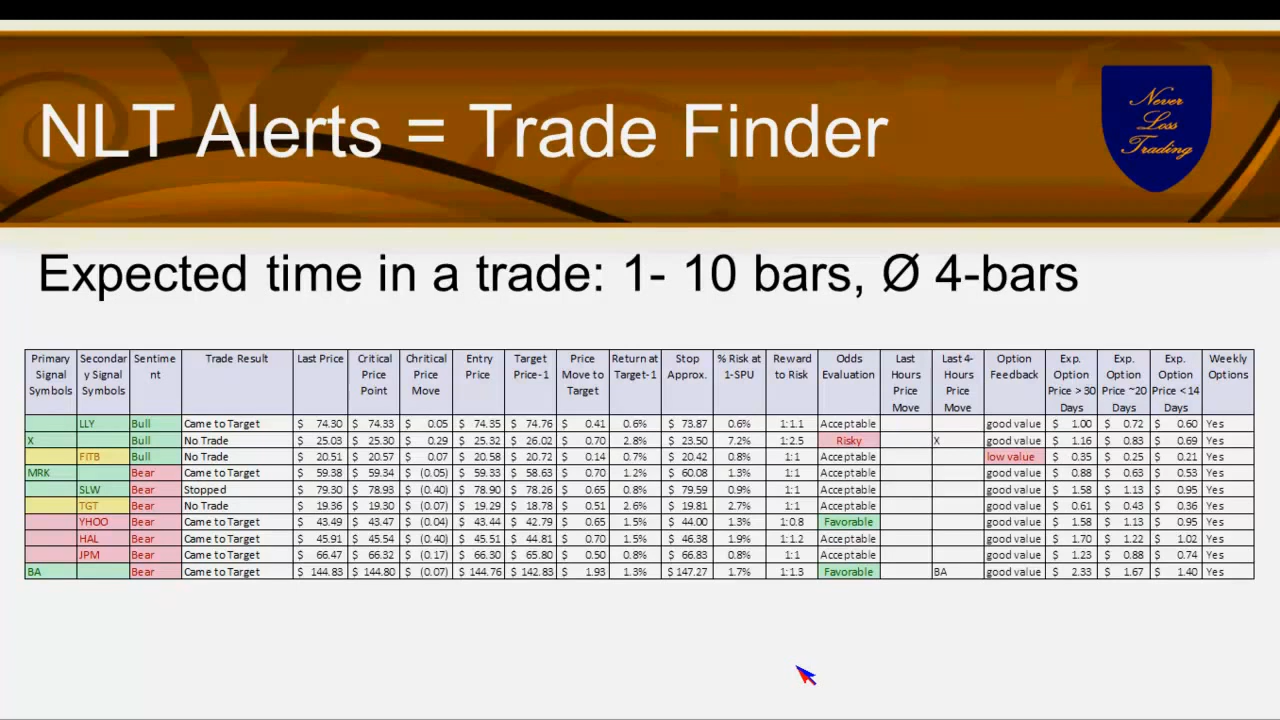 NLT Alerts = Trade Finder
Never
Loss
Trading
Expected time in a trade: 1- 10 bars, Ø 4-bars
Primary Signal Symbols | Secondary Signal Symbols | Sentiment | Trade Result | Last Price | Critical Price Point | Chritical Price Move | Entry Price | Target Price-1 | Price Move to Target | Return at Target-1 | Stop Approx. | % Risk at 1-SPU | Reward to Risk | Odds Evaluation | Last Hours Price Move | Last 4-Hours Price Move | Option Feedback | Exp. Option Price > 30 Days | Exp. Option Price ~20 Days | Exp. Option Price < 14 Days | Weekly Options
LLY Bull Came to Target $ 74.30 $ 74.33 $ 0.05 $ 74.35 $ 74.76 $ 0.41 0.6% $ 73.87 0.6% 1:1.1 Acceptable good value $ 1.00 $ 0.72 $ 0.60 Yes
X Bull No Trade $ 25.03 $ 25.30 $ 0.29 $ 25.32 $ 26.02 $ 0.70 2.8% $ 23.50 7.2% 1:2.5 Risky X good value $ 1.16 $ 0.83 $ 0.69 Yes
FITB Bull No Trade $ 20.51 $ 20.57 $ 0.07 $ 20.58 $ 20.72 $ 0.14 0.7% $ 20.42 0.8% 1:1 Acceptable low value $ 0.35 $ 0.25 $ 0.21 Yes
MRK Bear Came to Target $ 59.38 $ 59.34 $ (0.05) $ 59.33 $ 58.63 $ 0.70 1.2% $ 60.08 1.3% 1:1 Acceptable good value $ 0.88 $ 0.63 $ 0.53 Yes
SLW Bear Stopped $ 79.30 $ 78.93 $ (0.40) $ 78.90 $ 78.26 $ 0.65 0.8% $ 79.59 0.9% 1:1 Acceptable good value $ 1.58 $ 1.13 $ 0.95 Yes
TGT Bear No Trade $ 19.36 $ 19.30 $ (0.07) $ 19.29 $ 18.78 $ 0.51 2.6% $ 19.81 2.7% 1:1 Acceptable good value $ 0.61 $ 0.43 $ 0.36 Yes
YHOO Bear Came to Target $ 43.49 $ 43.47 $ (0.04) $ 43.44 $ 42.79 $ 0.65 1.5% $ 44.00 1.3% 1:0.8 Favorable good value $ 1.58 $ 1.13 $ 0.95 Yes
HAL Bear Came to Target $ 45.91 $ 45.54 $ (0.40) $ 45.51 $ 44.81 $ 0.70 1.5% $ 46.38 1.9% 1:1.2 Acceptable good value $ 1.70 $ 1.22 $ 1.02 Yes
JPM Bear Came to Target $ 66.47 $ 66.32 $ (0.17) $ 66.30 $ 65.80 $ 0.50 0.8% $ 66.83 0.8% 1:1 Acceptable good value $ 1.23 $ 0.88 $ 0.74 Yes
BA Bear Came to Target $ 144.83 $ 144.80 $ (0.07) $ 144.76 $ 142.83 $ 1.93 1.3% $ 147.27 1.7% 1:1.3 Favorable BA good value $ 2.33 $ 1.67 $ 1.40 Yes